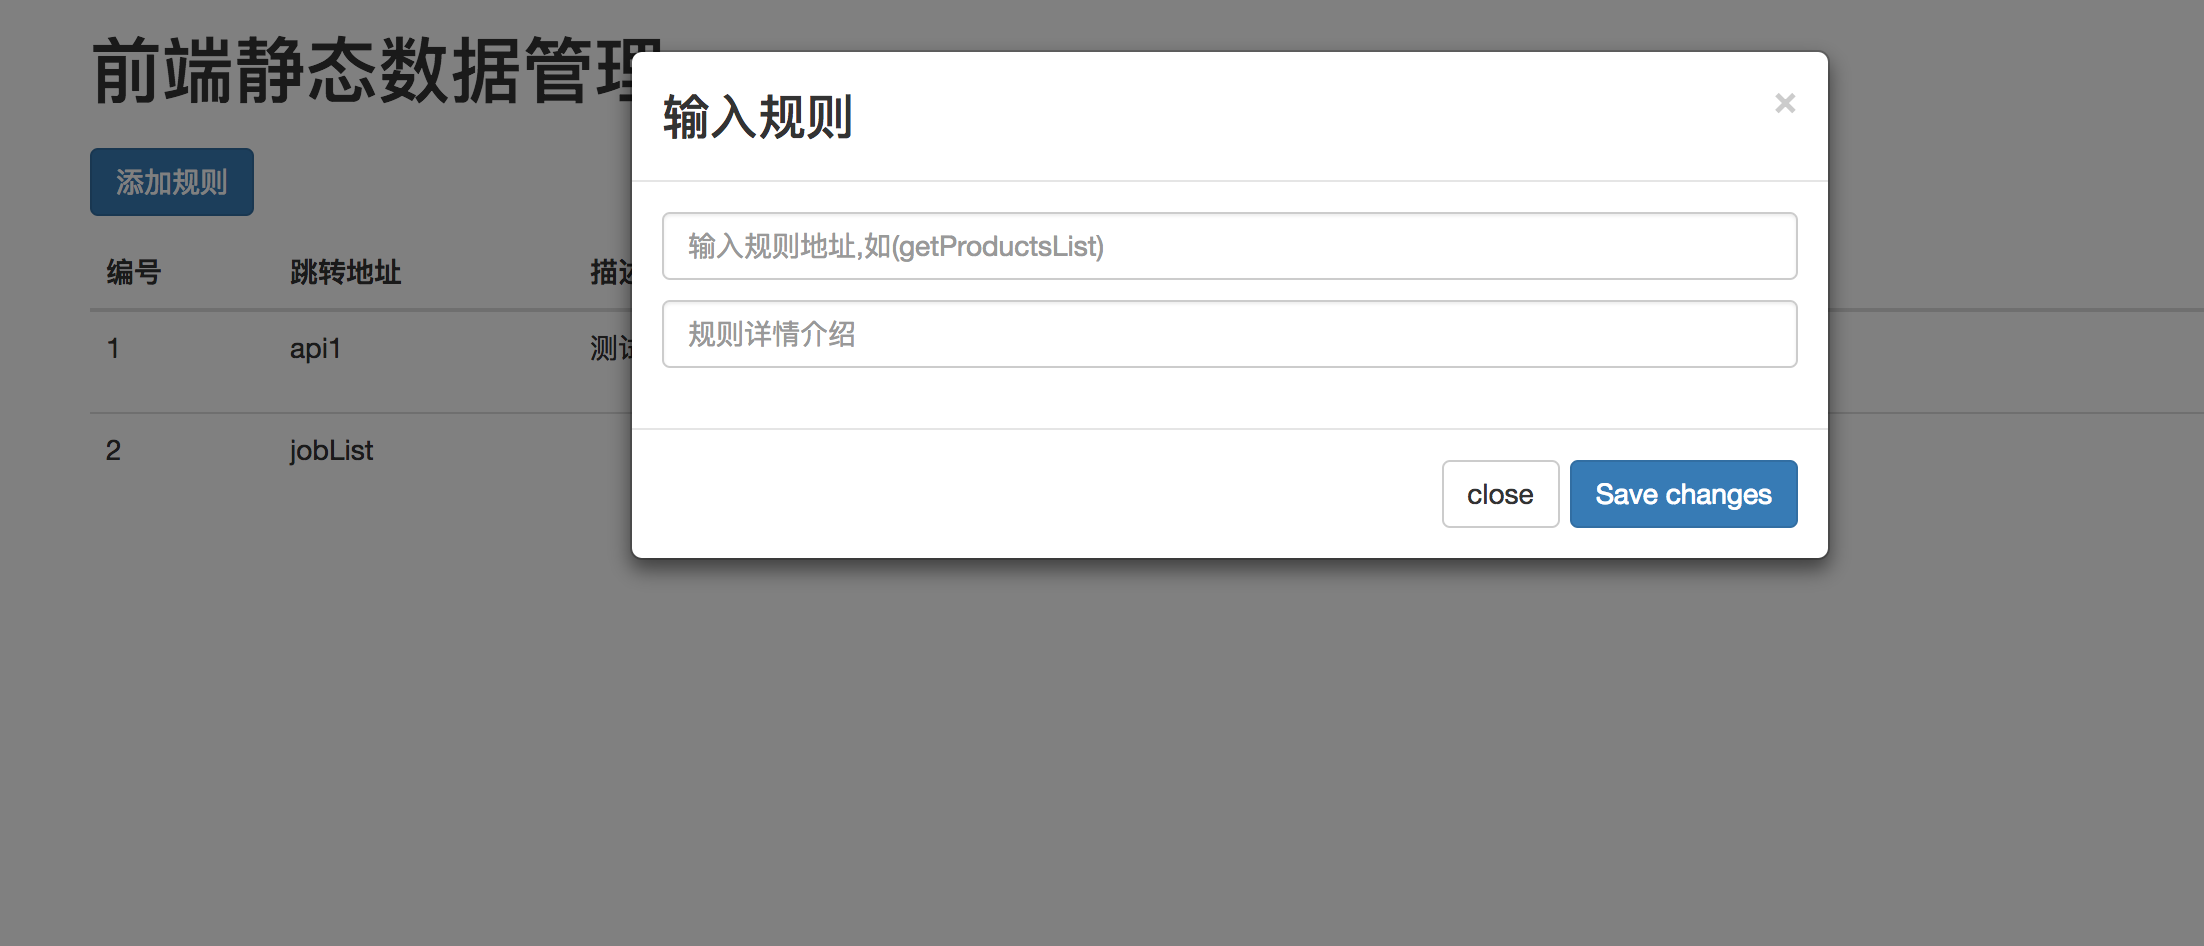 前端静态数据管理
添加规则
编号 跳转地址 描述
1 api1 测试
2 jobList
输入规则
×
输入规则地址,如(getProductsList)
规则详情介绍
close Save changes